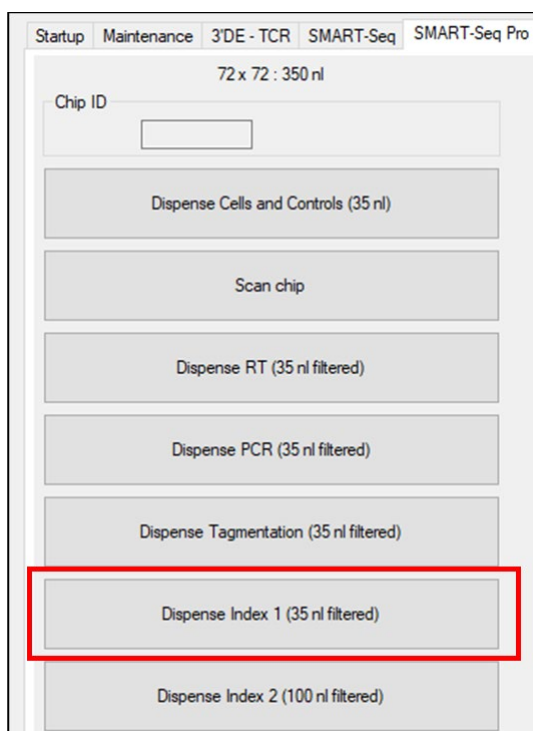 Startup Maintenance 3'DE - TCR SMART-Seq SMART-Seq Pro
72 x 72 : 350 nl
Chip ID
Dispense Cells and Controls (35 nl)
Scan chip
Dispense RT (35 nl filtered)
Dispense PCR (35 nl filtered)
Dispense Tagmentation (35 nl filtered)
Dispense Index 1 (35 nl filtered)
Dispense Index 2 (100 nl filtered)